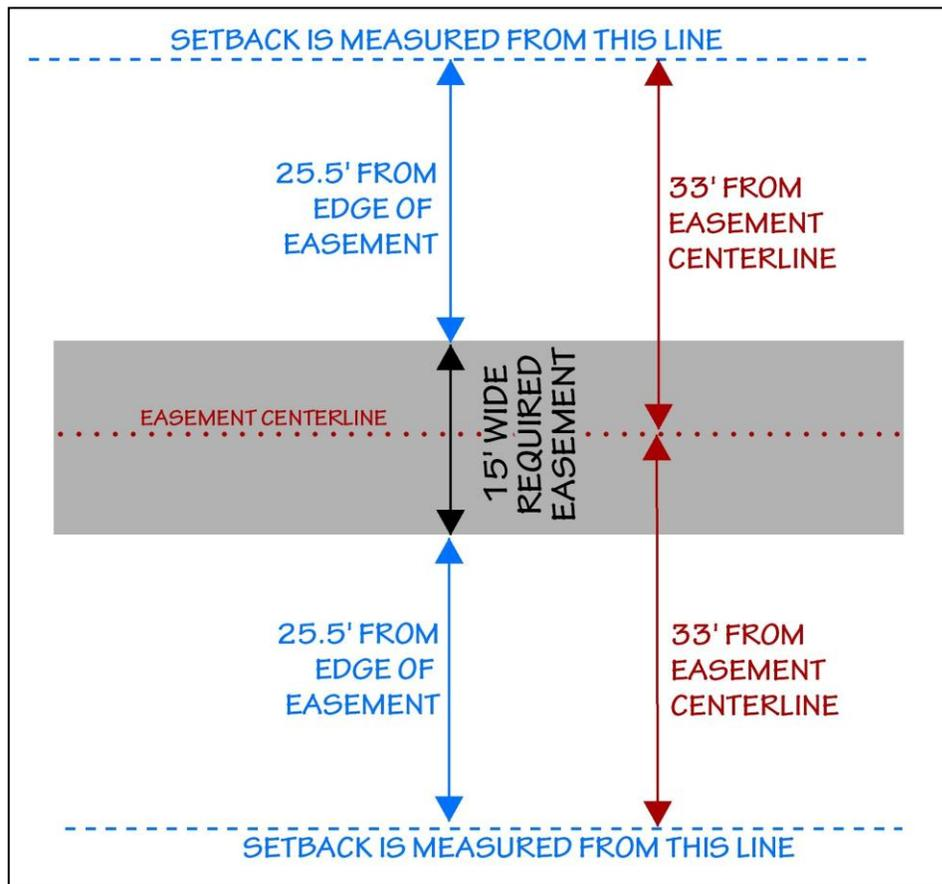 SETBACK IS MEASURED FROM THIS LINE
25.5' FROM
EDGE OF
EASEMENT
33' FROM
EASEMENT
CENTERLINE
EASEMENT CENTERLINE
15' WIDE
REQUIRED
EASEMENT
25.5' FROM
EDGE OF
EASEMENT
33' FROM
EASEMENT
CENTERLINE
SETBACK IS MEASURED FROM THIS LINE